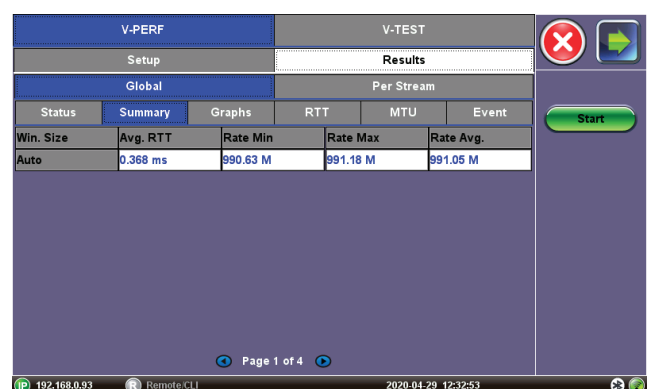 V-PERF V-TEST
Setup Results
Global Per Stream
Status Summary Graphs RTT MTU Event
Start
Win. Size Avg. RTT Rate Min Rate Max Rate Avg.
Auto 0.368 ms 990.63 M 991.18 M 991.05 M
Page 1 of 4
IP 192.168.0.93 R Remote/CLI 2020-04-29 12:32:53